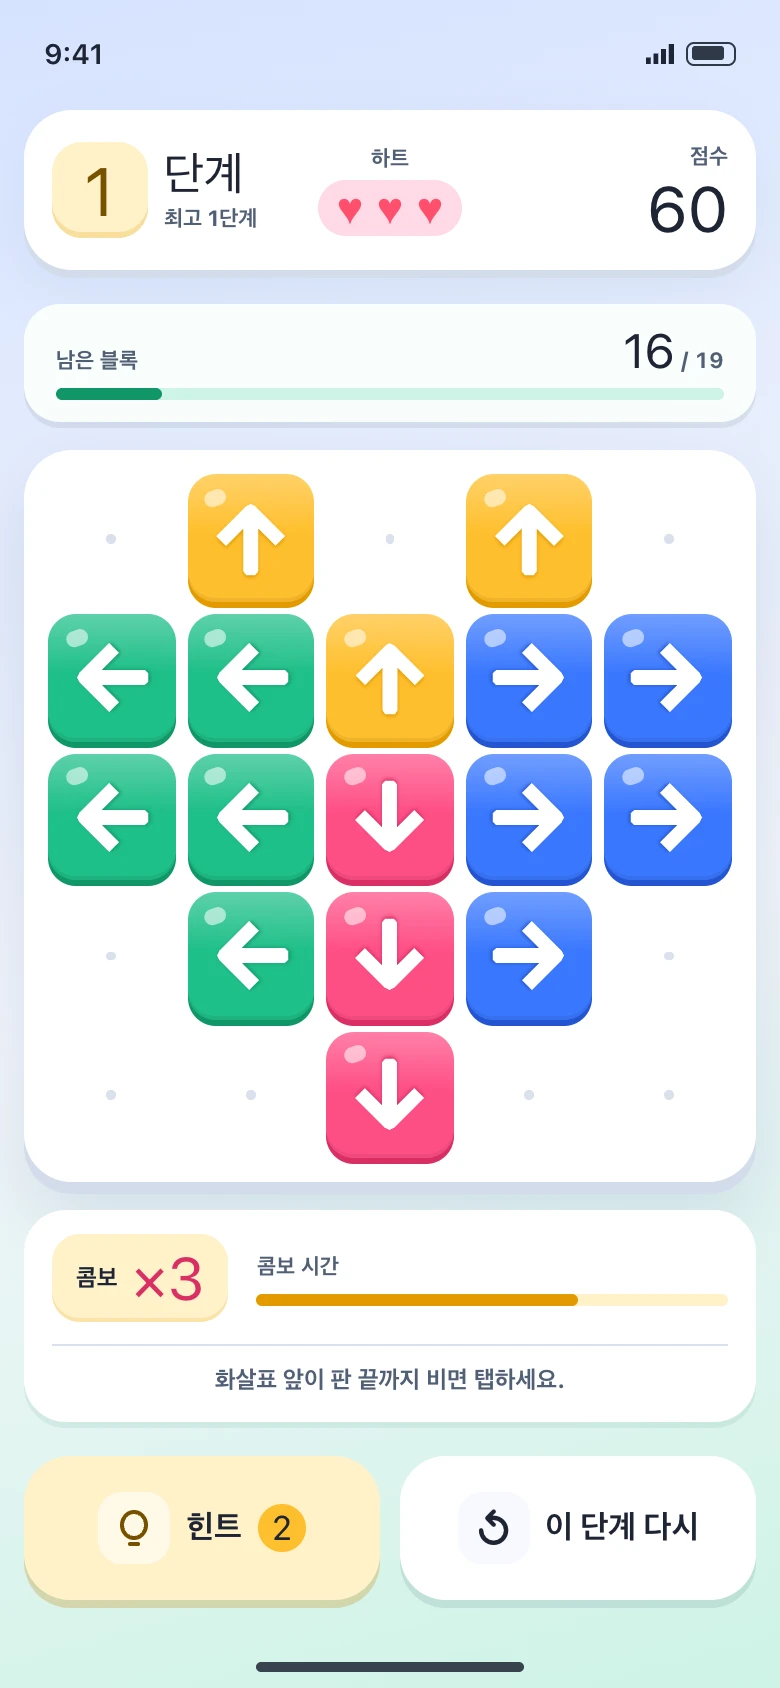 9:41
1
단계
최고 1단계
하트
점수
60
남은 블록
16 / 19
콤보 ×3
콤보 시간
화살표 앞이 판 끝까지 비면 탭하세요.
힌트 2
이 단계 다시